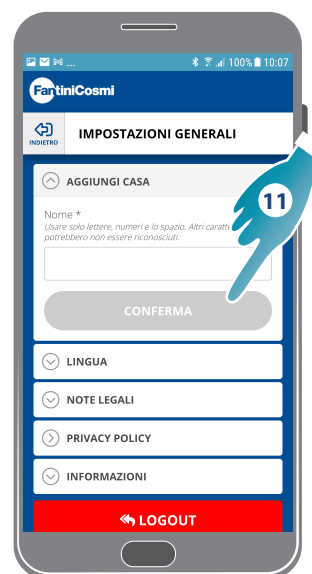 ... 100% 10:07
FantiniCosmi
INDIETRO
IMPOSTAZIONI GENERALI
AGGIUNGI CASA
11
Nome *
Usare solo lettere, numeri e lo spazio. Altri
potrebbero non essere riconosciuti.
CONFERMA
LINGUA
NOTE LEGALI
PRIVACY POLICY
INFORMAZIONI
LOGOUT